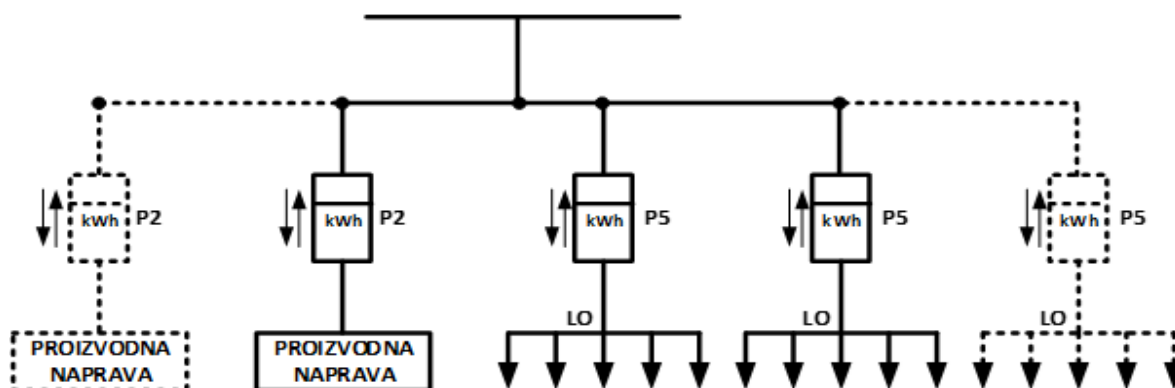 kWh P2
kWh P2
kWh P5
kWh P5
kWh P5
LO
LO
LO
PROIZVODNA
NAPRAVA
PROIZVODNA
NAPRAVA